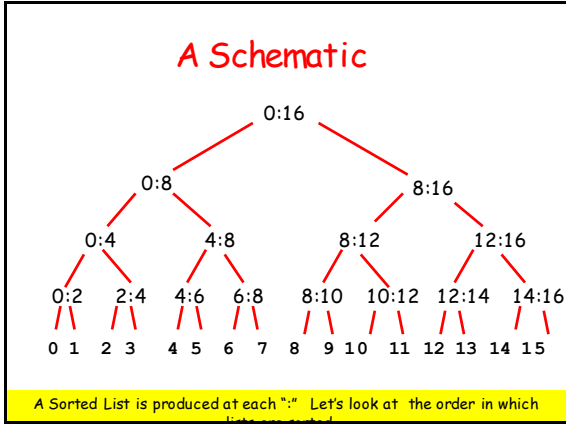 A Schematic
0:16
0:8 8:16
0:4 4:8 8:12 12:16
0:2 2:4 4:6 6:8 8:10 10:12 12:14 14:16
0 1 2 3 4 5 6 7 8 9 10 11 12 13 14 15
A Sorted List is produced at each “:” Let’s look at the order in which
lists are sorted